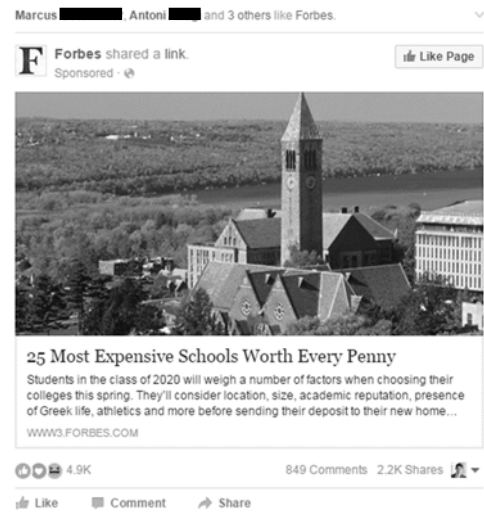 Marcus , Antoni and 3 others like Forbes.
F
Forbes shared a link.
Sponsored ·
Like Page
25 Most Expensive Schools Worth Every Penny
Students in the class of 2020 will weigh a number of factors when choosing their
colleges this spring. They'll consider location, size, academic reputation, presence
of Greek life, athletics and more before sending their deposit to their new home...
WWW3.FORBES.COM
4.9K 849 Comments 2.2K Shares
Like Comment Share